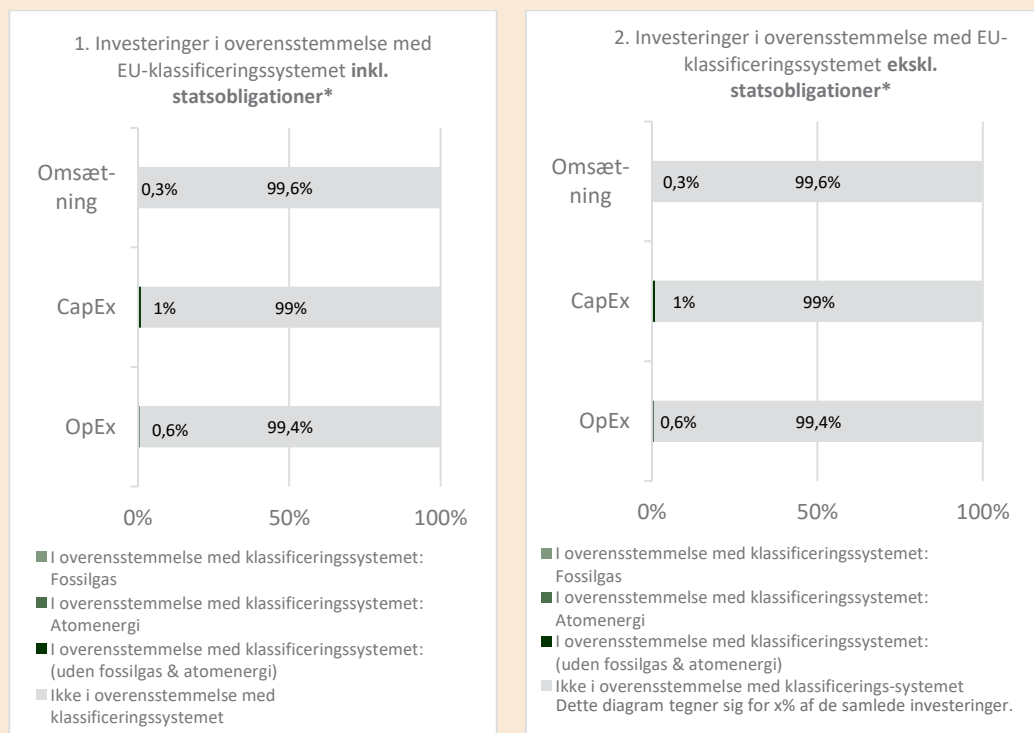 1. Investeringer i overensstemmelse med
EU-klassificeringssystemet inkl.
statsobligationer*
Omsæt-
ning
0,3%
99,6%
CapEx
1%
99%
OpEx
0,6%
99,4%
0%
50%
100%
I overensstemmelse med klassificeringssystemet:
Fossilgas
I overensstemmelse med klassificeringssystemet:
Atomenergi
I overensstemmelse med klassificeringssystemet:
(uden fossilgas & atomenergi)
Ikke i overensstemmelse med
klassificeringssystemet
2. Investeringer i overensstemmelse med EU-
klassificeringssystemet ekskl.
statsobligationer*
Omsæt-
ning
0,3%
99,6%
CapEx
1%
99%
OpEx
0,6%
99,4%
0%
50%
100%
I overensstemmelse med klassificeringssystemet:
Fossilgas
I overensstemmelse med klassificeringssystemet:
Atomenergi
I overensstemmelse med klassificeringssystemet:
(uden fossilgas & atomenergi)
Ikke i overensstemmelse med klassificerings-systemet
Dette diagram tegner sig for x% af de samlede investeringer.